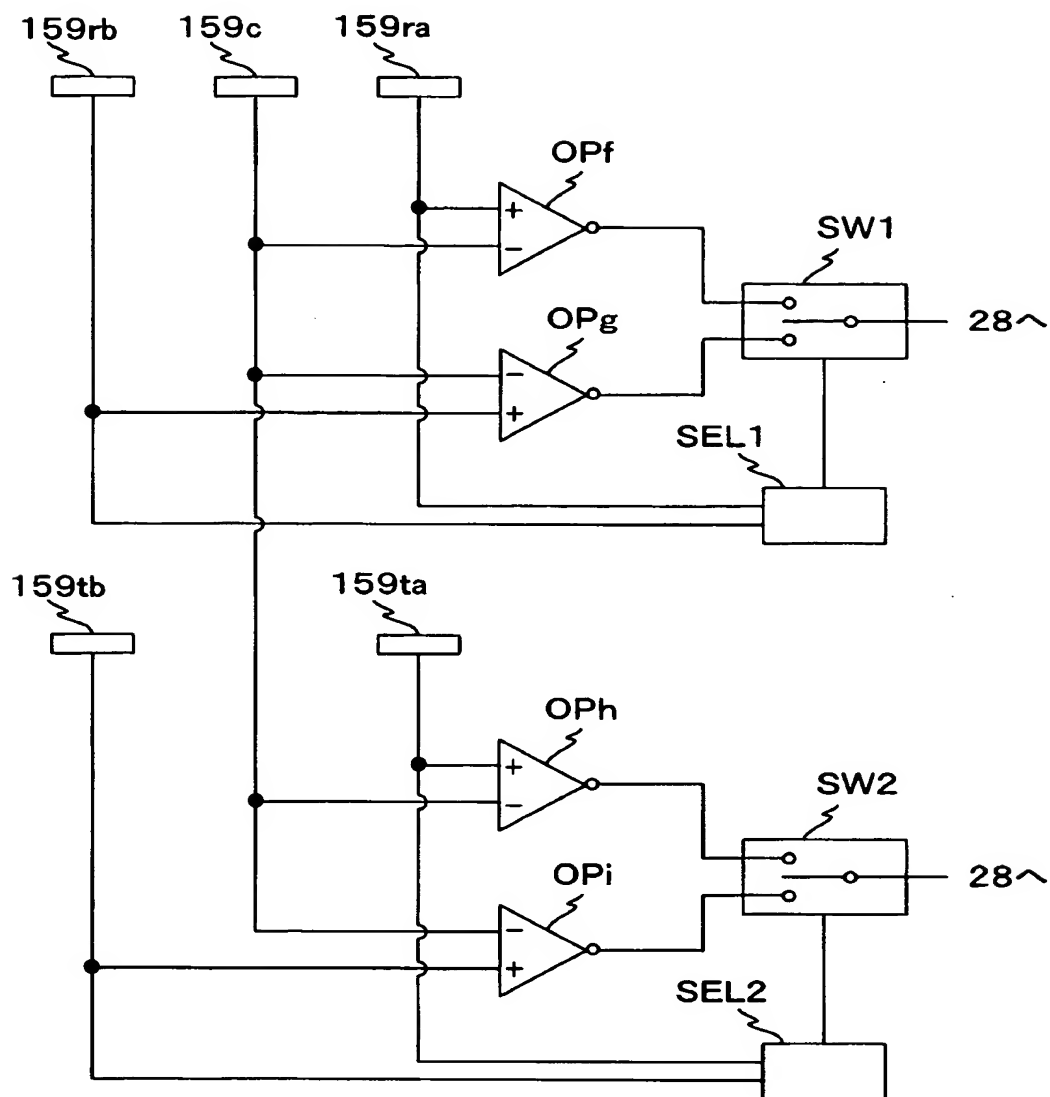 159rb
159c
159ra
OPf
+
−
SW1
28へ
OPg
−
+
SEL1
159tb
159ta
OPh
+
−
SW2
28へ
OPi
−
+
SEL2